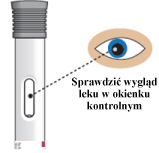 Sprawdzić wygląd
leku w okienku
kontrolnym